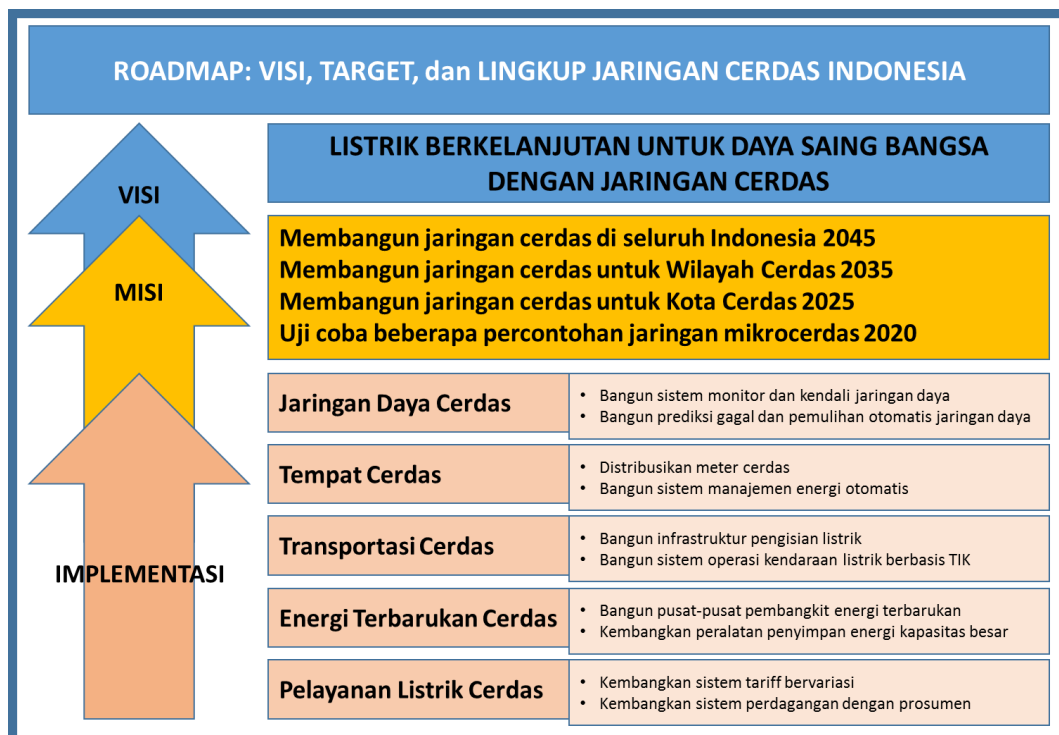 ROADMAP: VISI, TARGET, dan LINGKUP JARINGAN CERDAS INDONESIA
VISI
LISTRIK BERKELANJUTAN UNTUK DAYA SAING BANGSA
DENGAN JARINGAN CERDAS
MISI
Membangun jaringan cerdas di seluruh Indonesia 2045
Membangun jaringan cerdas untuk Wilayah Cerdas 2035
Membangun jaringan cerdas untuk Kota Cerdas 2025
Uji coba beberapa percontohan jaringan mikrocerdas 2020
IMPLEMENTASI
Jaringan Daya Cerdas
• Bangun sistem monitor dan kendali jaringan daya
• Bangun prediksi gagal dan pemulihan otomatis jaringan daya
Tempat Cerdas
• Distribusikan meter cerdas
• Bangun sistem manajemen energi otomatis
Transportasi Cerdas
• Bangun infrastruktur pengisian listrik
• Bangun sistem operasi kendaraan listrik berbasis TIK
Energi Terbarukan Cerdas
• Bangun pusat-pusat pembangkit energi terbarukan
• Kembangkan peralatan penyimpan energi kapasitas besar
Pelayanan Listrik Cerdas
• Kembangkan sistem tariff bervariasi
• Kembangkan sistem perdagangan dengan prosumen